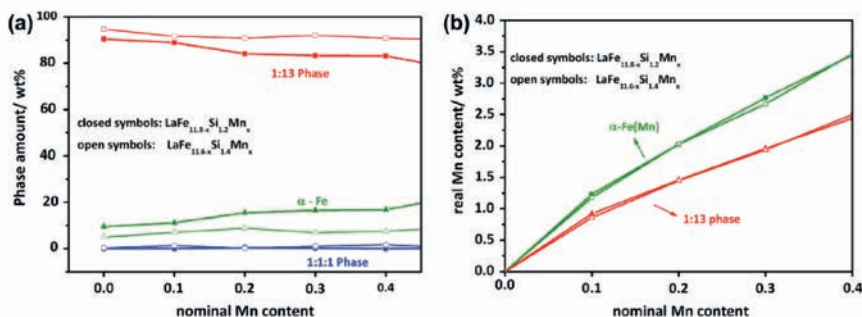 (a)
100
80
60
40
20
0
Phase amount/ wt%
1:13 Phase
closed symbols: LaFe11.8-xSi1.2Mnx
open symbols: LaFe11.6-xSi1.4Mnx
α - Fe
1:1:1 Phase
0.0 0.1 0.2 0.3 0.4
nominal Mn content
(b)
4.0
3.5
3.0
2.5
2.0
1.5
1.0
0.5
0.0
real Mn content/ wt%
closed symbols: LaFe11.8-xSi1.2Mnx
open symbols: LaFe11.6-xSi1.4Mnx
α-Fe(Mn)
1:13 phase
0.0 0.1 0.2 0.3 0.4
nominal Mn content